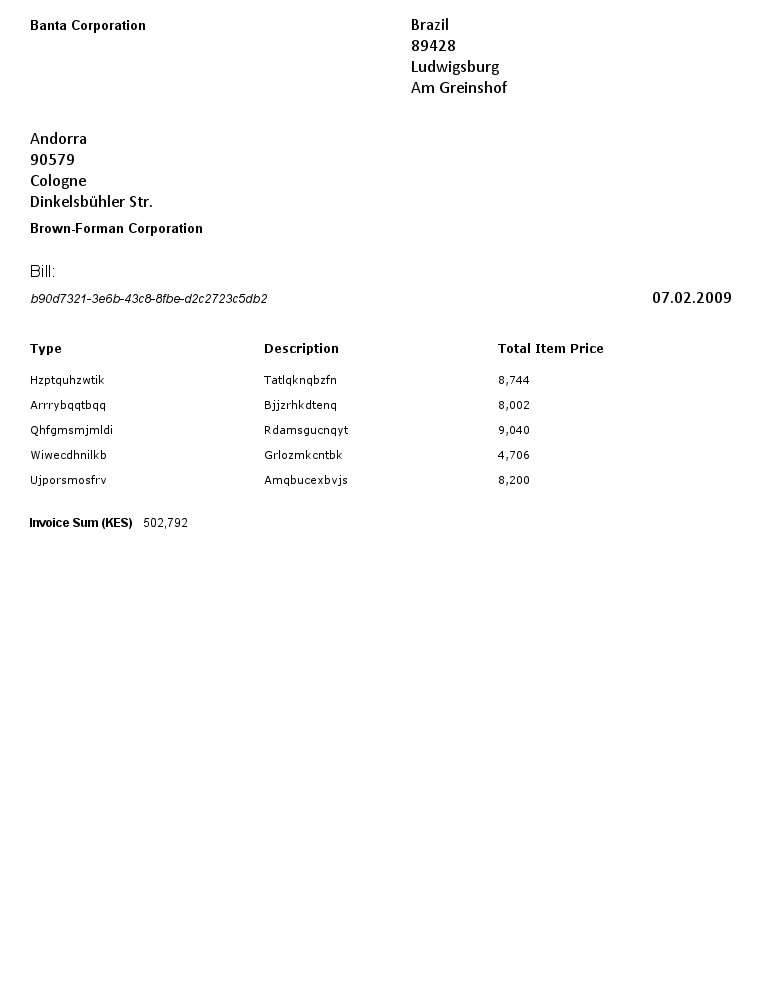 Banta Corporation
Brazil
89428
Ludwigsburg
Am Greinshof
Andorra
90579
Cologne
Dinkelsbühler Str.
Brown-Forman Corporation
Bill:
b90d7321-3e6b-43c8-8fbe-d2c2723c5db2 07.02.2009
Type Description Total Item Price
Hzptquhzwtik Tatlqknqbzfn 8,744
Arrrybqqtbqq Bjjzrhkdtenq 8,002
Qhfgmsmjmldi Rdamsgucnqyt 9,040
Wiwecdhnilkb Grlozmkcntbk 4,706
Ujporsmosfrv Amqbucexbvjs 8,200
Invoice Sum (KES) 502,792